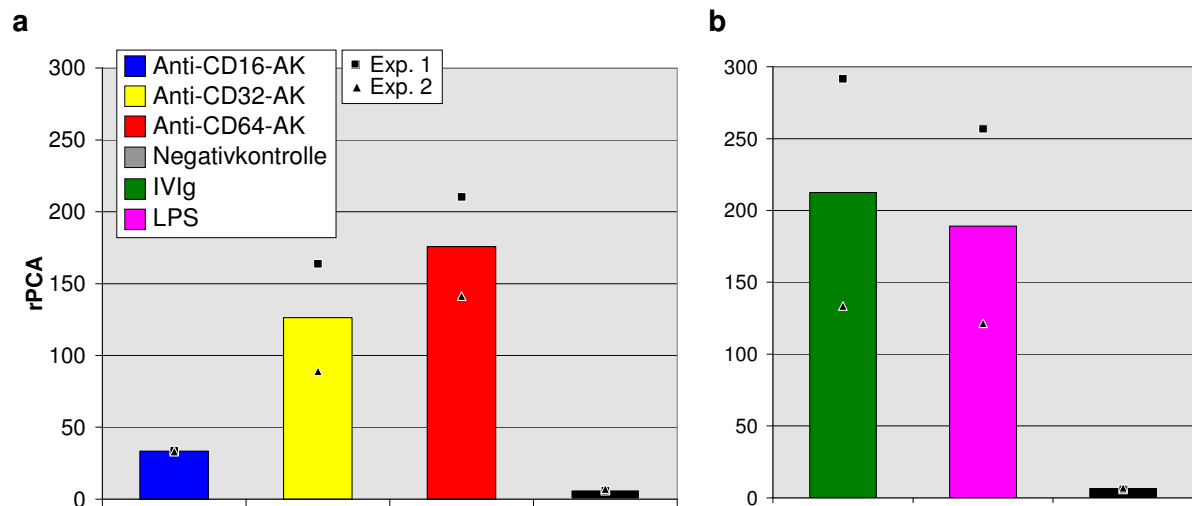 a
b
Anti-CD16-AK
Anti-CD32-AK
Anti-CD64-AK
Negativkontrolle
IVIg
LPS
Exp. 1
Exp. 2
rPCA
300
250
200
150
100
50
0
300
250
200
150
100
50
0